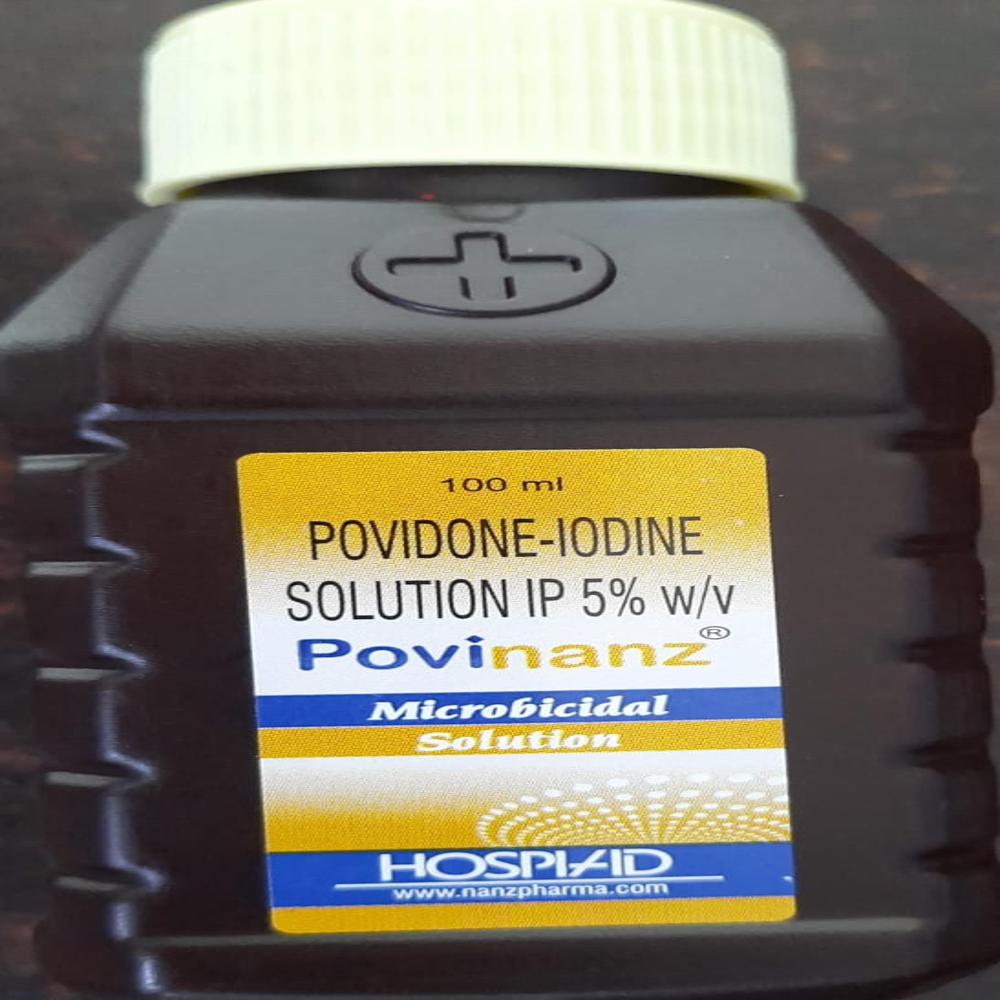 100 ml
POVIDONE-IODINE
SOLUTION IP 5% w/v
Povinanz®
Microbicidal
Solution
HOSPIAID
www.nanzpharma.com